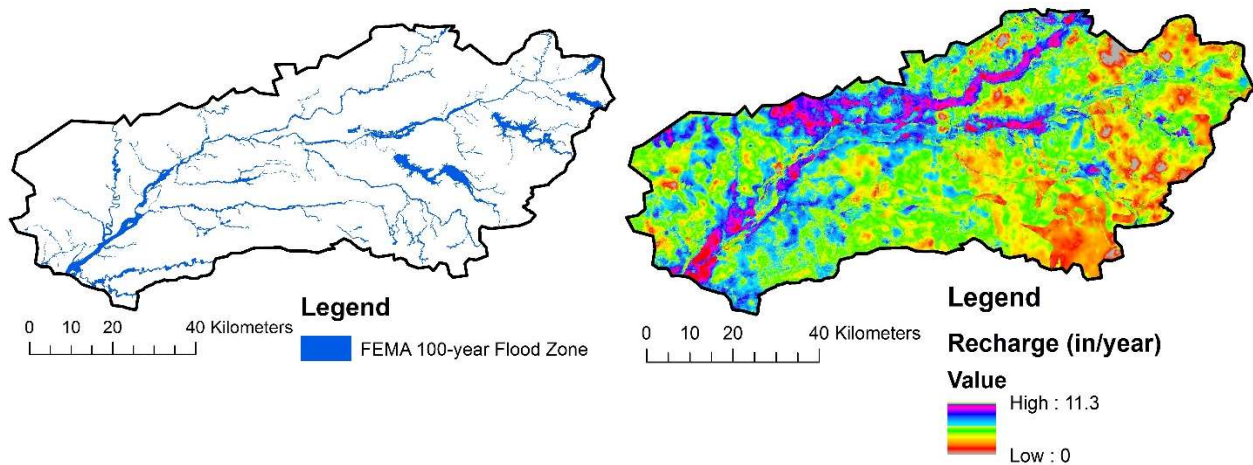 Legend
0 10 20 40 Kilometers
FEMA 100-year Flood Zone
Legend
0 10 20 40 Kilometers
Recharge (in/year)
Value
High : 11.3
Low : 0